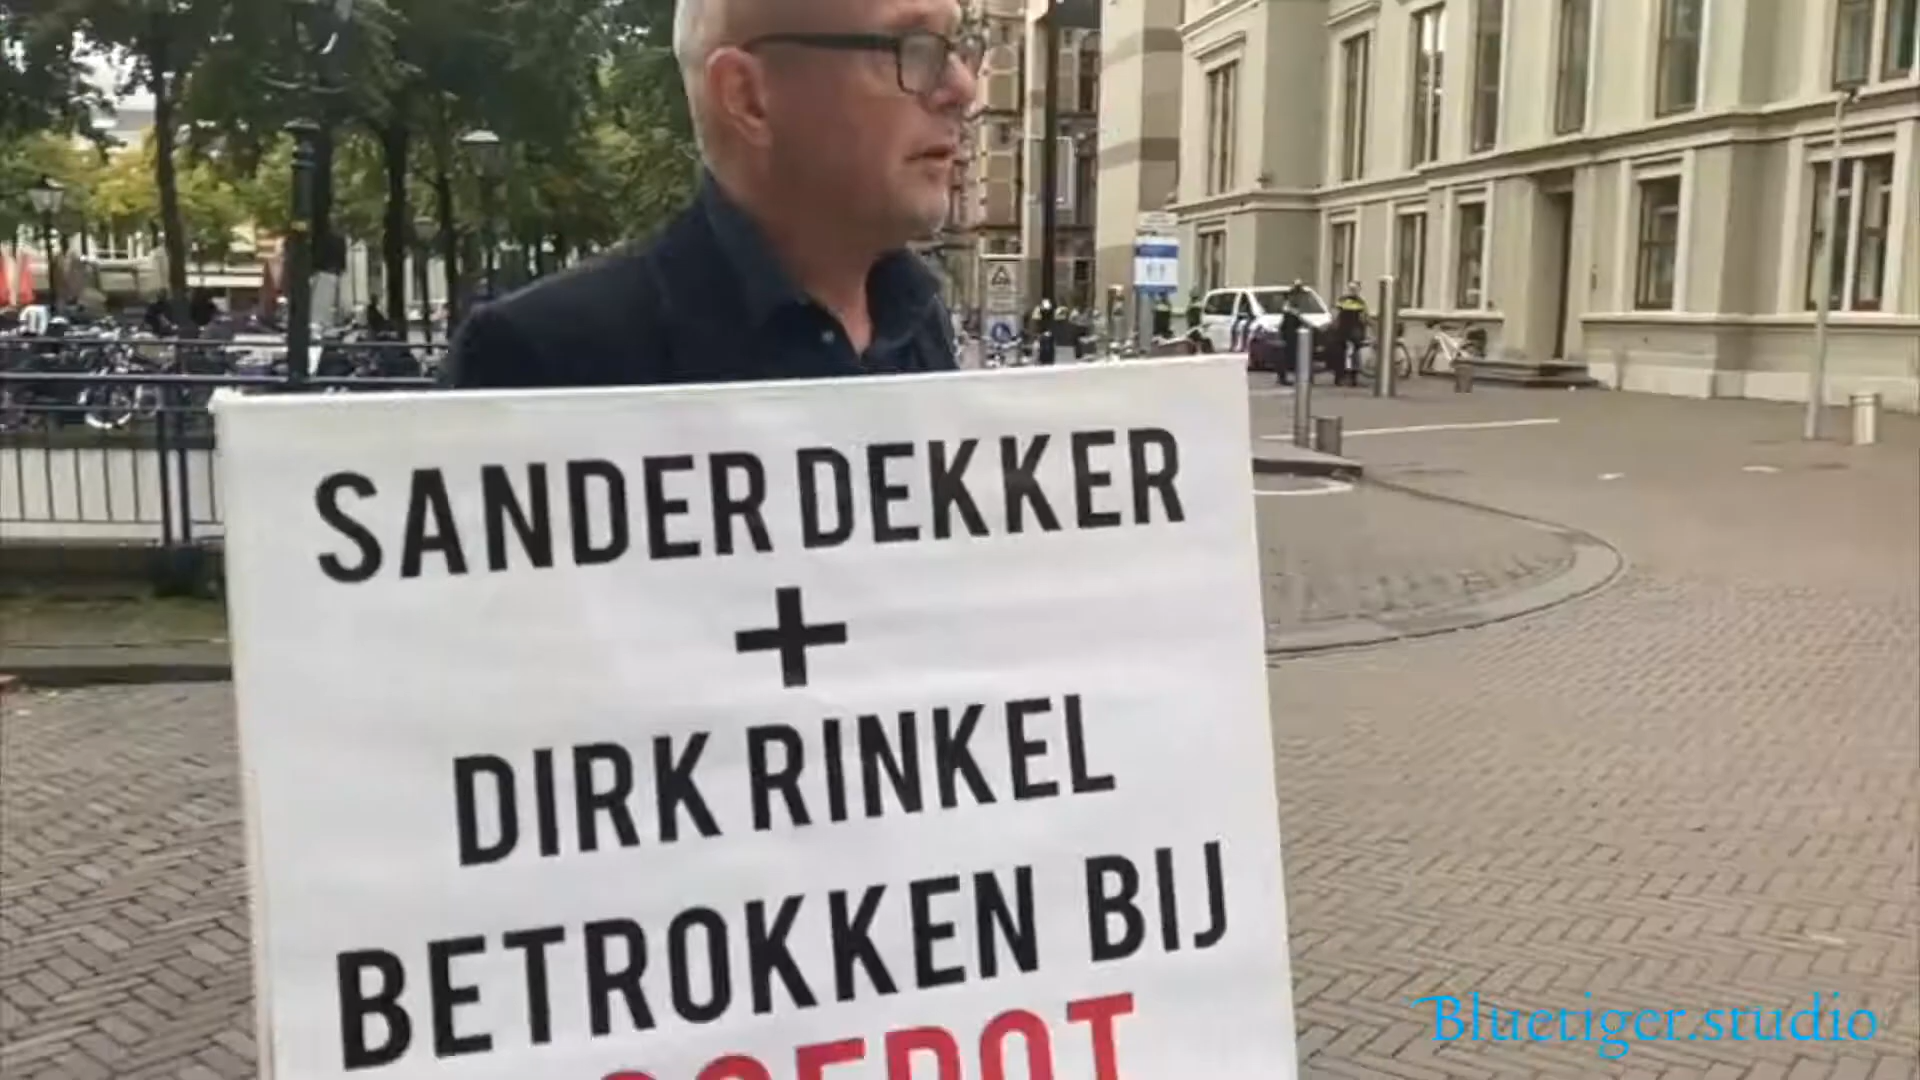 SANDER DEKKER
+
DIRK RINKEL
BETROKKEN BIJ
Bluetiger.studio